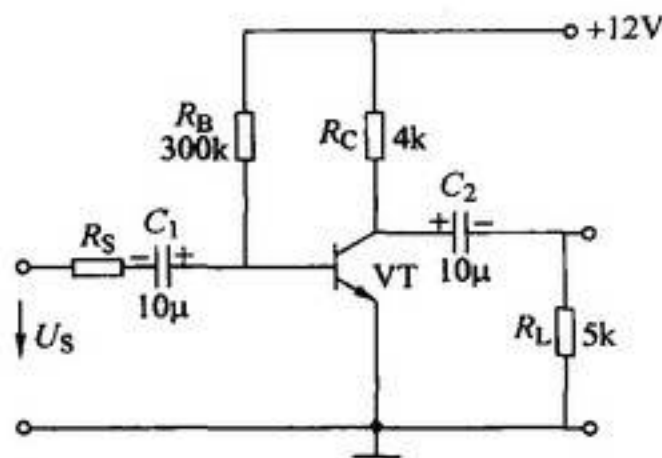 +12V
R_B
300k
R_C
4k
C_2
+
−
10μ
R_S
C_1
−
+
10μ
VT
U_S
R_L
5k